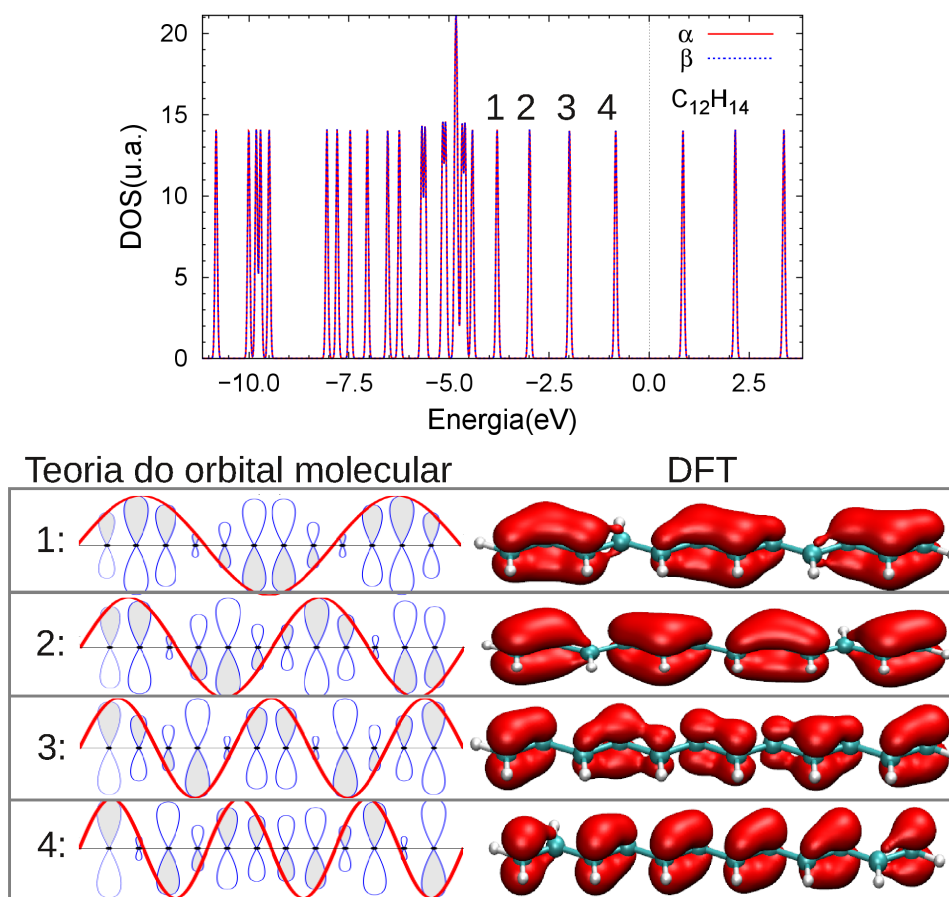 20
15
10
5
0
DOS(u.a.)
α
β
C₁₂H₁₄
1 2 3 4
−10.0 −7.5 −5.0 −2.5 0.0 2.5
Energia(eV)
Teoria do orbital molecular DFT
1:
2:
3:
4: